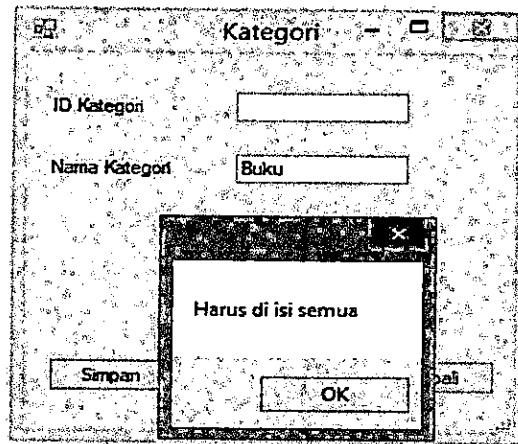 Kategori
ID Kategori
Nama Kategori
Buku
Harus di isi semua
Simpan
OK